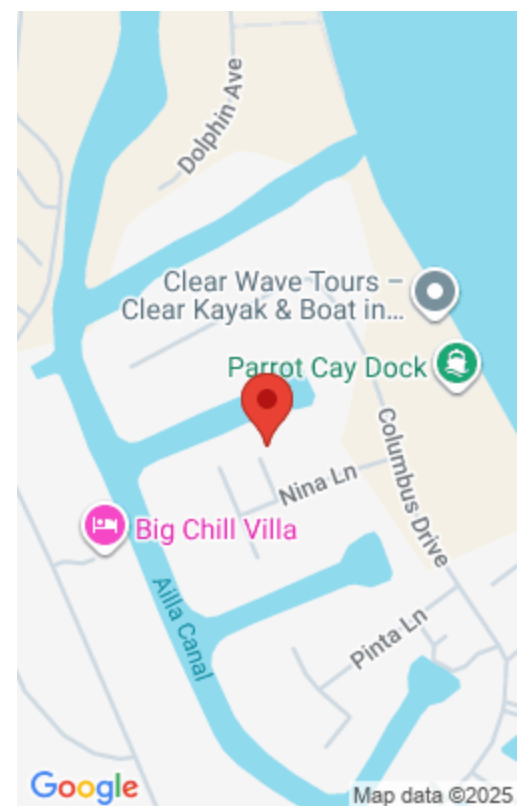 Dolphin Ave
Clear Wave Tours –
Clear Kayak & Boat in...
Parrot Cay Dock
Columbus Drive
Nina Ln
Big Chill Villa
Ailla Canal
Pinta Ln
Google
Map data ©2025